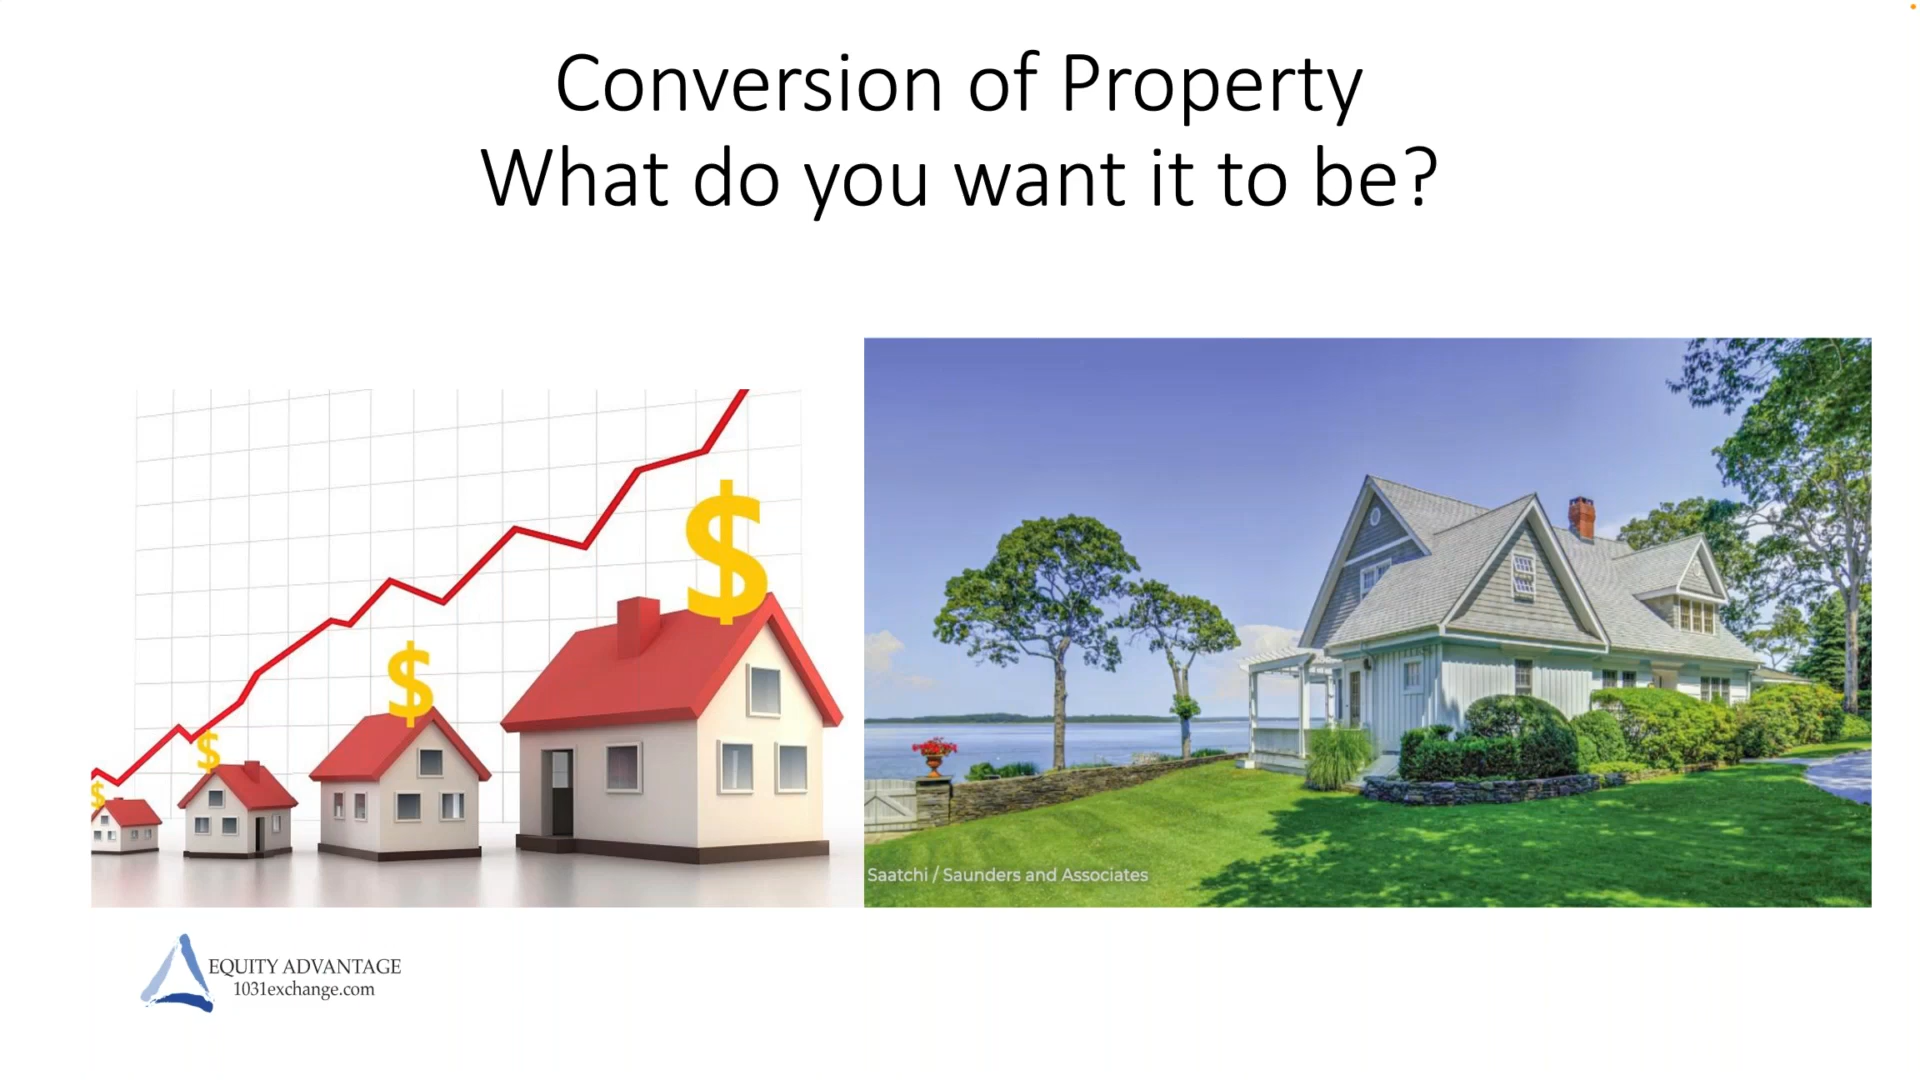 Conversion of Property
What do you want it to be?
$
$
$
$
Saatchi / Saunders and Associates
EQUITY ADVANTAGE
1031exchange.com